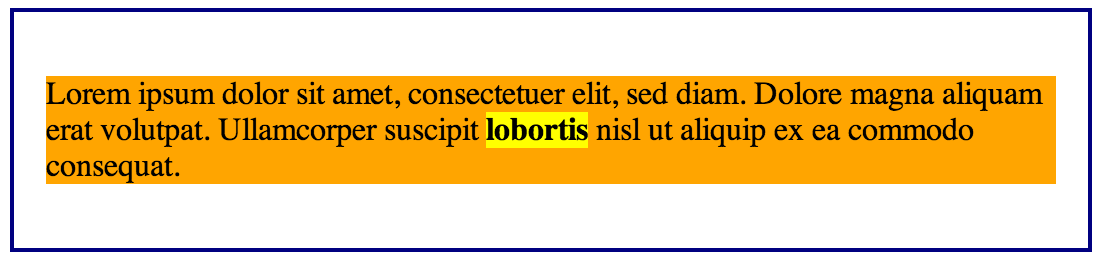 Lorem ipsum dolor sit amet, consectetuer elit, sed diam. Dolore magna aliquam
erat volutpat. Ullamcorper suscipit lobortis nisl ut aliquip ex ea commodo
consequat.